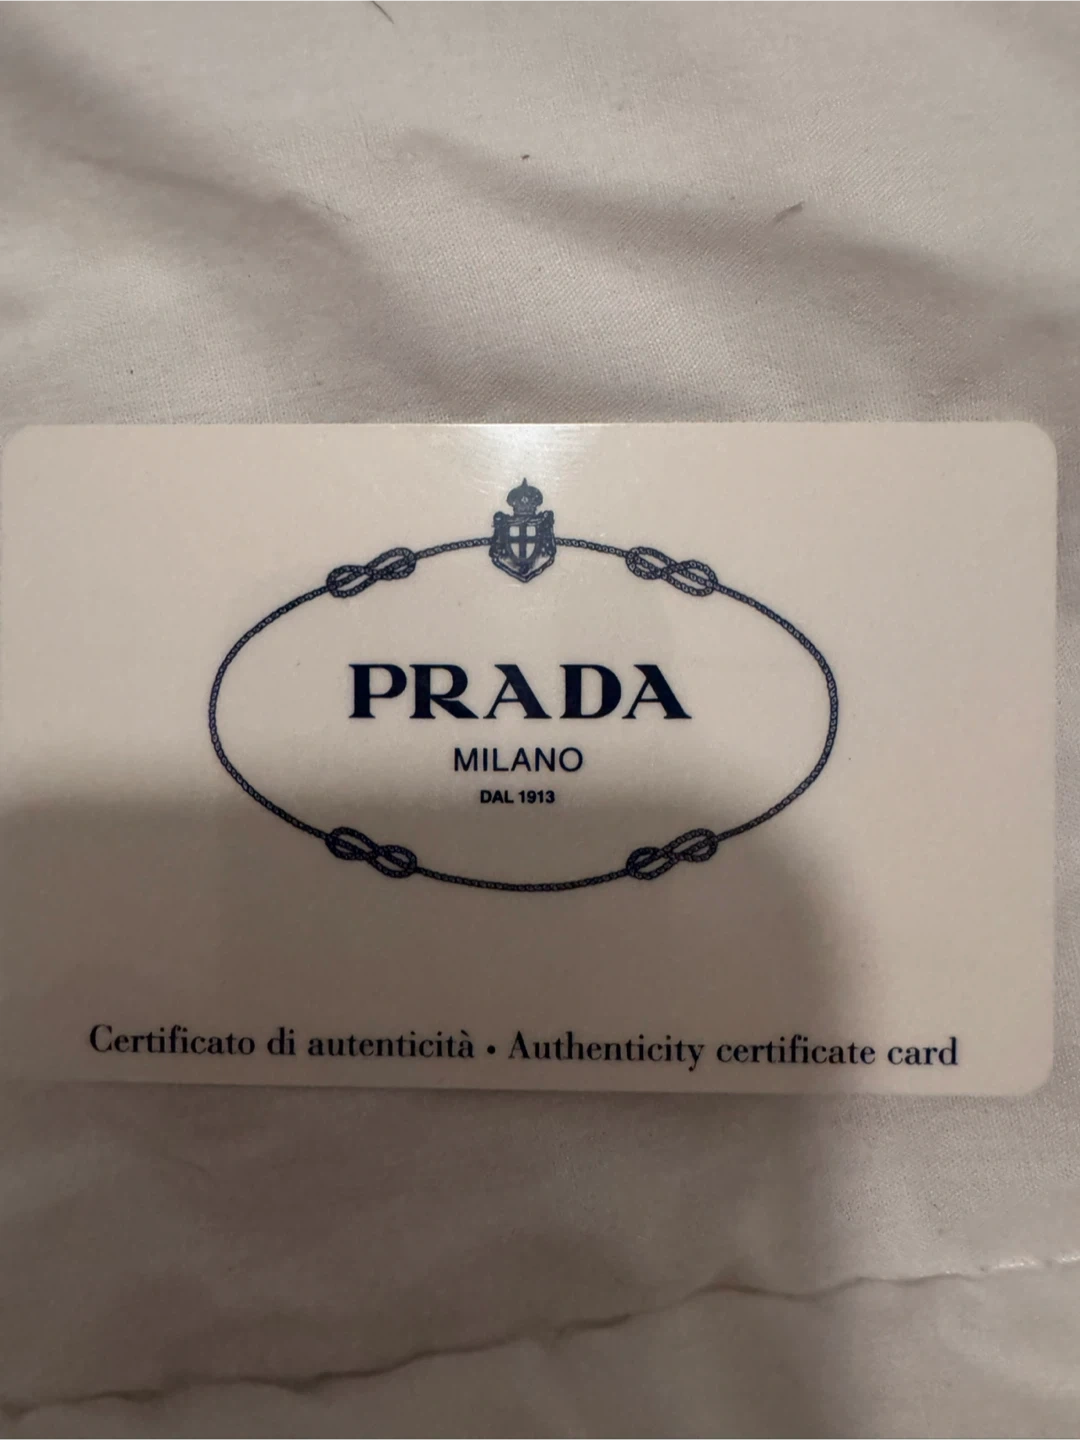 PRADA
MILANO
DAL 1913
Certificato di autenticità • Authenticity certificate card